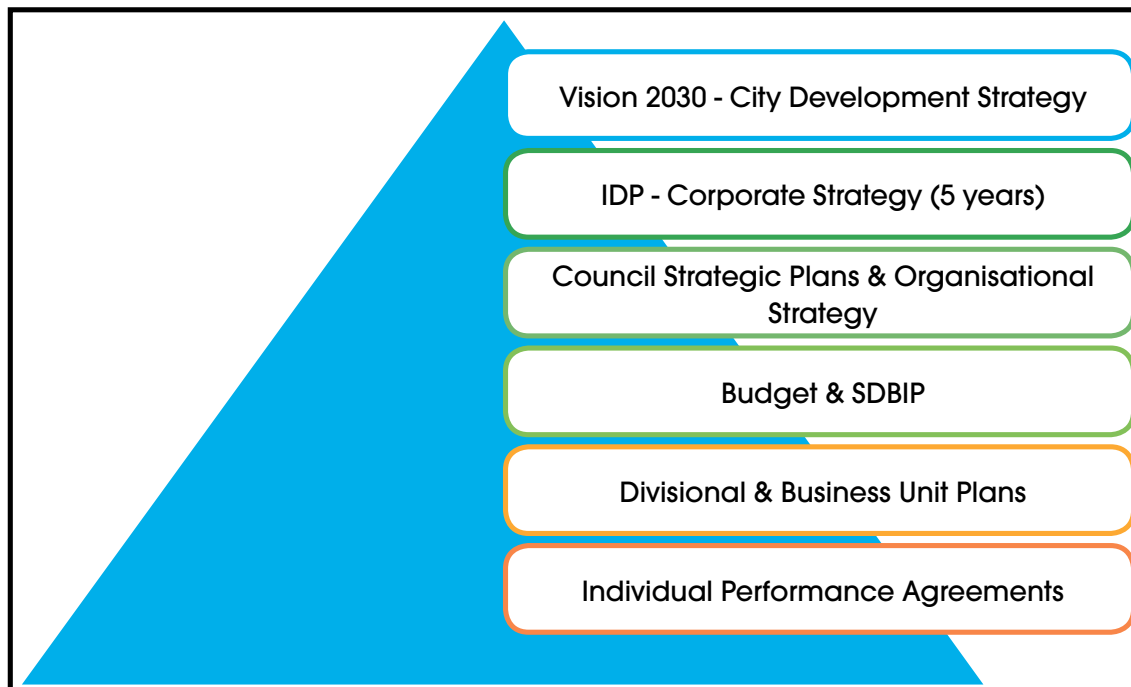 Vision 2030 - City Development Strategy
IDP - Corporate Strategy (5 years)
Council Strategic Plans & Organisational
Strategy
Budget & SDBIP
Divisional & Business Unit Plans
Individual Performance Agreements